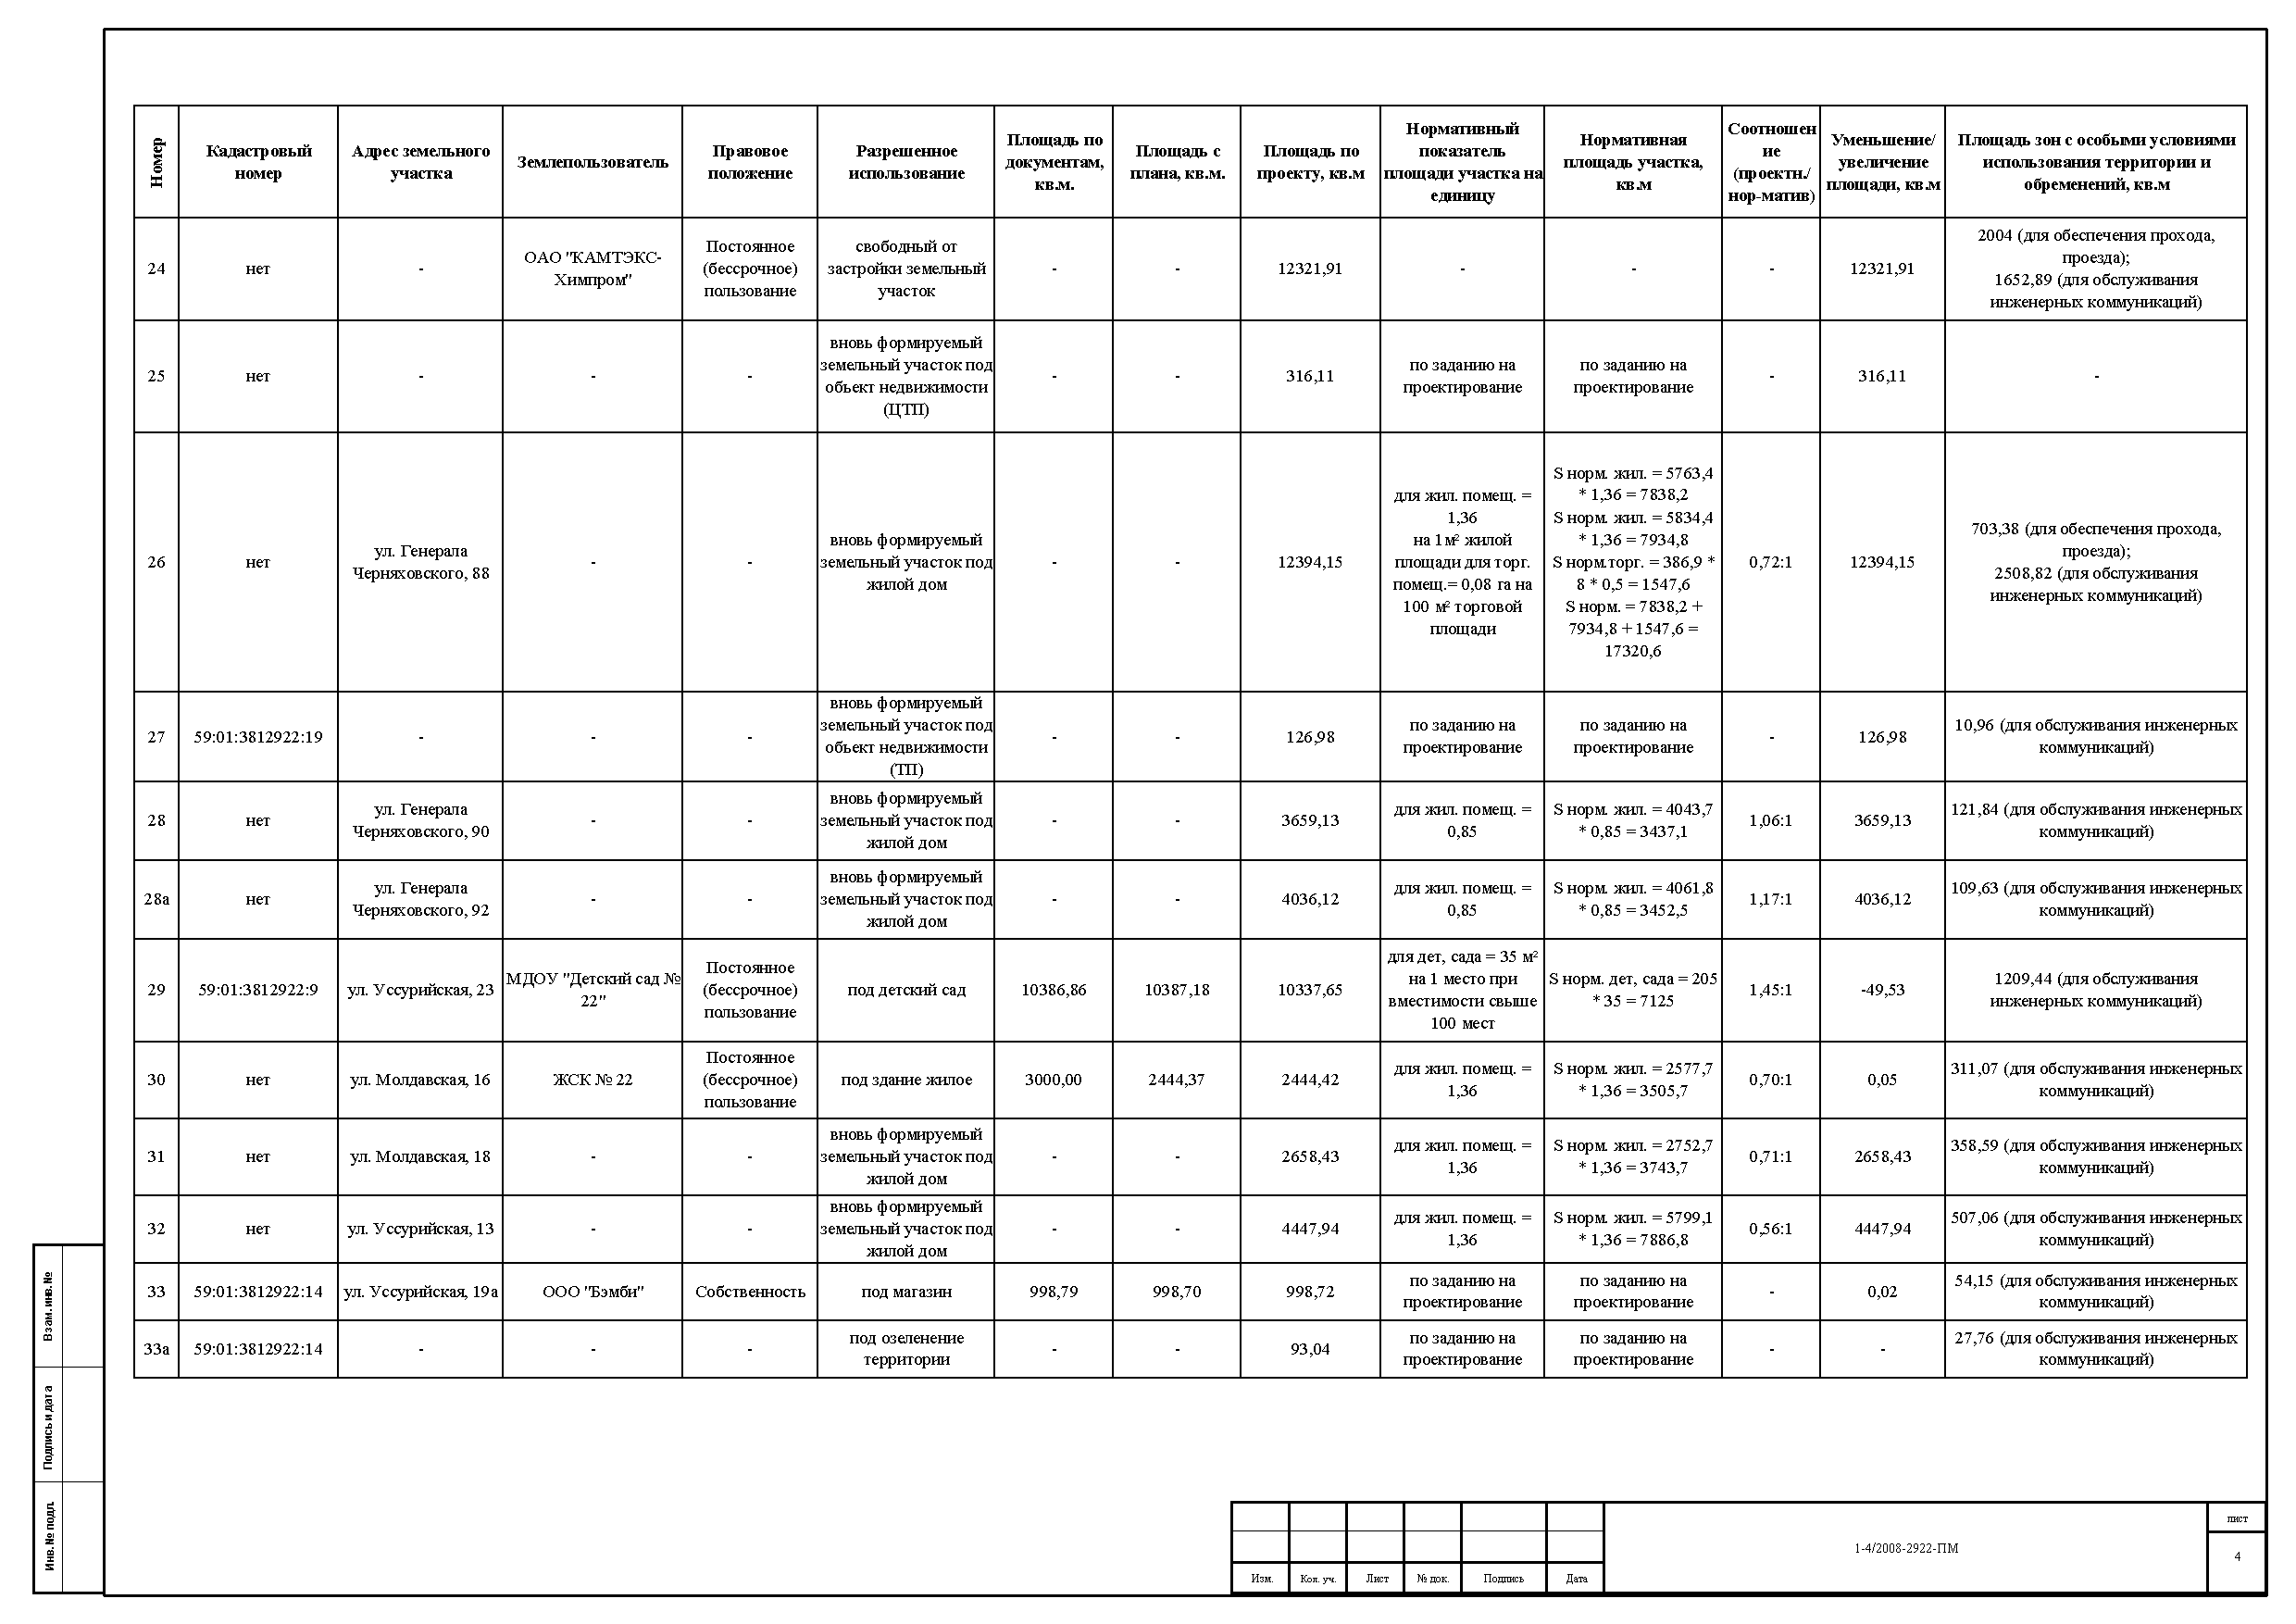 Номер
Кадастровый
номер
Адрес земельного
участка
Землепользователь
Правовое
положение
Разрешенное
использование
Площадь по
документам,
кв.м.
Площадь с
плана, кв.м.
Площадь по
проекту, кв.м
Нормативный
показатель
площади участка на
единицу
Нормативная
площадь участка,
кв.м
Соотношен
ие
(проектн./
нор-матив)
Уменьшение/
увеличение
площади, кв.м
Площадь зон с особыми условиями
использования территории и
обременений, кв.м
24
нет
-
ОАО "КАМТЭКС-
Химпром"
Постоянное
(бессрочное)
пользование
свободный от
застройки земельный
участок
-
-
12321,91
-
-
-
12321,91
2004 (для обеспечения прохода,
проезда);
1652,89 (для обслуживания
инженерных коммуникаций)
25
нет
-
-
-
вновь формируемый
земельный участок под
объект недвижимости
(ЦТП)
-
-
316,11
по заданию на
проектирование
по заданию на
проектирование
-
316,11
-
26
нет
ул. Генерала
Черняховского, 88
-
-
вновь формируемый
земельный участок под
жилой дом
-
-
12394,15
для жил. помещ. =
1,36
на 1м² жилой
площади для торг.
помещ.= 0,08 га на
100 м² торговой
площади
S норм. жил. = 5763,4
* 1,36 = 7838,2
S норм. жил. = 5834,4
* 1,36 = 7934,8
S норм.торг. = 386,9 *
8 * 0,5 = 1547,6
S норм. = 7838,2 +
7934,8 + 1547,6 =
17320,6
0,72:1
12394,15
703,38 (для обеспечения прохода,
проезда);
2508,82 (для обслуживания
инженерных коммуникаций)
27
59:01:3812922:19
-
-
-
вновь формируемый
земельный участок под
объект недвижимости
(ТП)
-
-
126,98
по заданию на
проектирование
по заданию на
проектирование
-
126,98
10,96 (для обслуживания инженерных
коммуникаций)
28
нет
ул. Генерала
Черняховского, 90
-
-
вновь формируемый
земельный участок под
жилой дом
-
-
3659,13
для жил. помещ. =
0,85
S норм. жил. = 4043,7
* 0,85 = 3437,1
1,06:1
3659,13
121,84 (для обслуживания инженерных
коммуникаций)
28а
нет
ул. Генерала
Черняховского, 92
-
-
вновь формируемый
земельный участок под
жилой дом
-
-
4036,12
для жил. помещ. =
0,85
S норм. жил. = 4061,8
* 0,85 = 3452,5
1,17:1
4036,12
109,63 (для обслуживания инженерных
коммуникаций)
29
59:01:3812922:9
ул. Уссурийская, 23
МДОУ "Детский сад №
22"
Постоянное
(бессрочное)
пользование
под детский сад
10386,86
10387,18
10337,65
для дет, сада = 35 м²
на 1 место при
вместимости свыше
100 мест
S норм. дет, сада = 205
* 35 = 7125
1,45:1
-49,53
1209,44 (для обслуживания
инженерных коммуникаций)
30
нет
ул. Молдавская, 16
ЖСК № 22
Постоянное
(бессрочное)
пользование
под здание жилое
3000,00
2444,37
2444,42
для жил. помещ. =
1,36
S норм. жил. = 2577,7
* 1,36 = 3505,7
0,70:1
0,05
311,07 (для обслуживания инженерных
коммуникаций)
31
нет
ул. Молдавская, 18
-
-
вновь формируемый
земельный участок под
жилой дом
-
-
2658,43
для жил. помещ. =
1,36
S норм. жил. = 2752,7
* 1,36 = 3743,7
0,71:1
2658,43
358,59 (для обслуживания инженерных
коммуникаций)
32
нет
ул. Уссурийская, 13
-
-
вновь формируемый
земельный участок под
жилой дом
-
-
4447,94
для жил. помещ. =
1,36
S норм. жил. = 5799,1
* 1,36 = 7886,8
0,56:1
4447,94
507,06 (для обслуживания инженерных
коммуникаций)
33
59:01:3812922:14
ул. Уссурийская, 19а
ООО "Бэмби"
Собственность
под магазин
998,79
998,70
998,72
по заданию на
проектирование
по заданию на
проектирование
-
0,02
54,15 (для обслуживания инженерных
коммуникаций)
33а
59:01:3812922:14
-
-
-
под озеленение
территории
-
-
93,04
по заданию на
проектирование
по заданию на
проектирование
-
-
27,76 (для обслуживания инженерных
коммуникаций)
Взам. инв. №
Подпись и дата
Инв. № подл.
Изм.
Кол. уч.
Лист
№ док.
Подпись
Дата
1-4/2008-2922-ПМ
лист
4